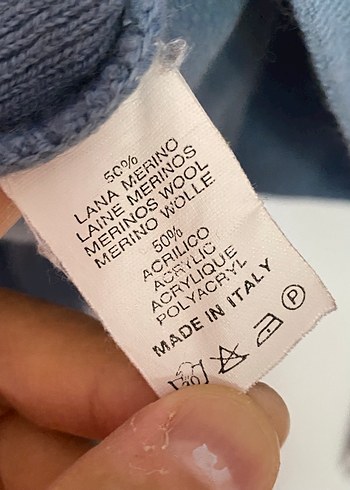 50%
LANA MERINO
LAINE MERINOS
MERINOS WOOL
MERINO WOLLE
50%
ACRILICO
ACRYLIC
ACRYLIQUE
POLYACRYL
MADE IN ITALY
30
P